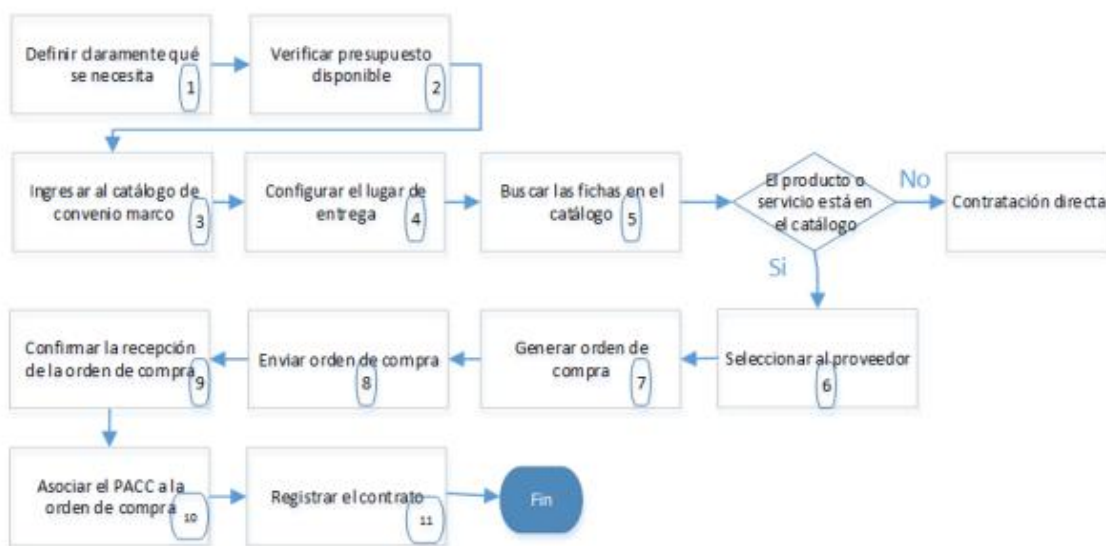 Definir claramente qué
se necesita
1
Verificar presupuesto
disponible
2
Ingresar al catálogo de
convenio marco
3
Configurar el lugar de
entrega
4
Buscar las fichas en el
catálogo
5
El producto o
servicio está en
el catálogo
No
Contratación directa
Si
Confirmar la recepción
de la orden de compra
9
Enviar orden de compra
8
Generar orden de
compra
7
Seleccionar al proveedor
6
Asociar el PACC a la
orden de compra
10
Registrar el contrato
11
Fin